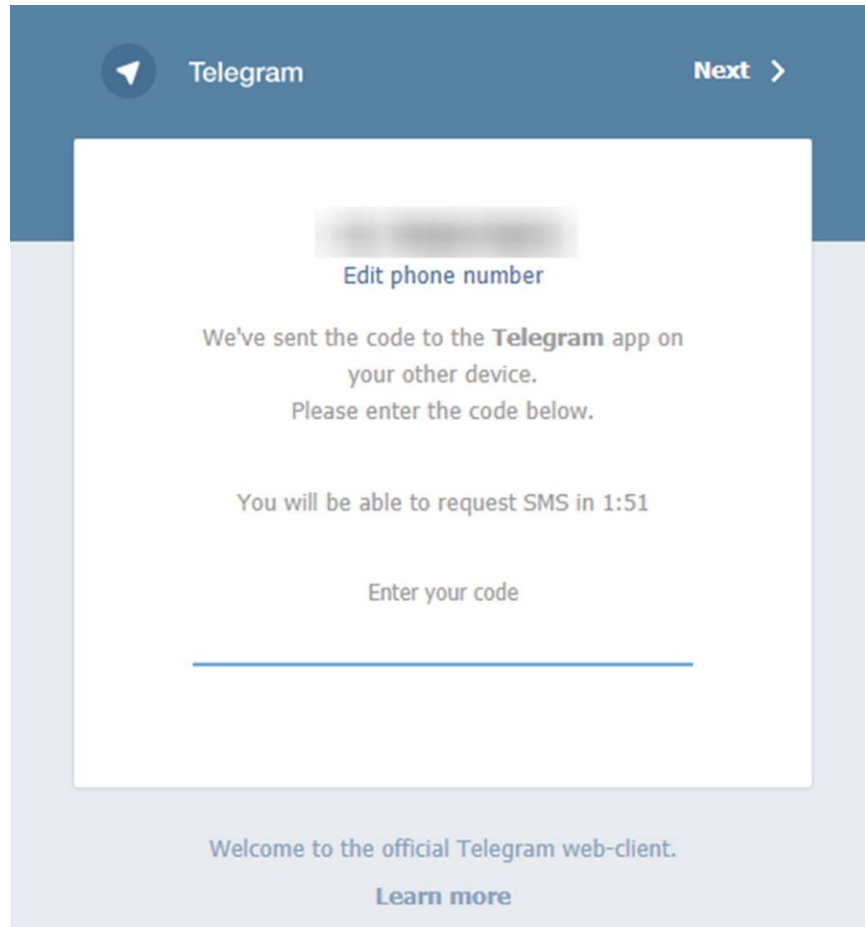 Telegram
Next
Edit phone number
We've sent the code to the Telegram app on
your other device.
Please enter the code below.
You will be able to request SMS in 1:51
Enter your code
Welcome to the official Telegram web-client.
Learn more